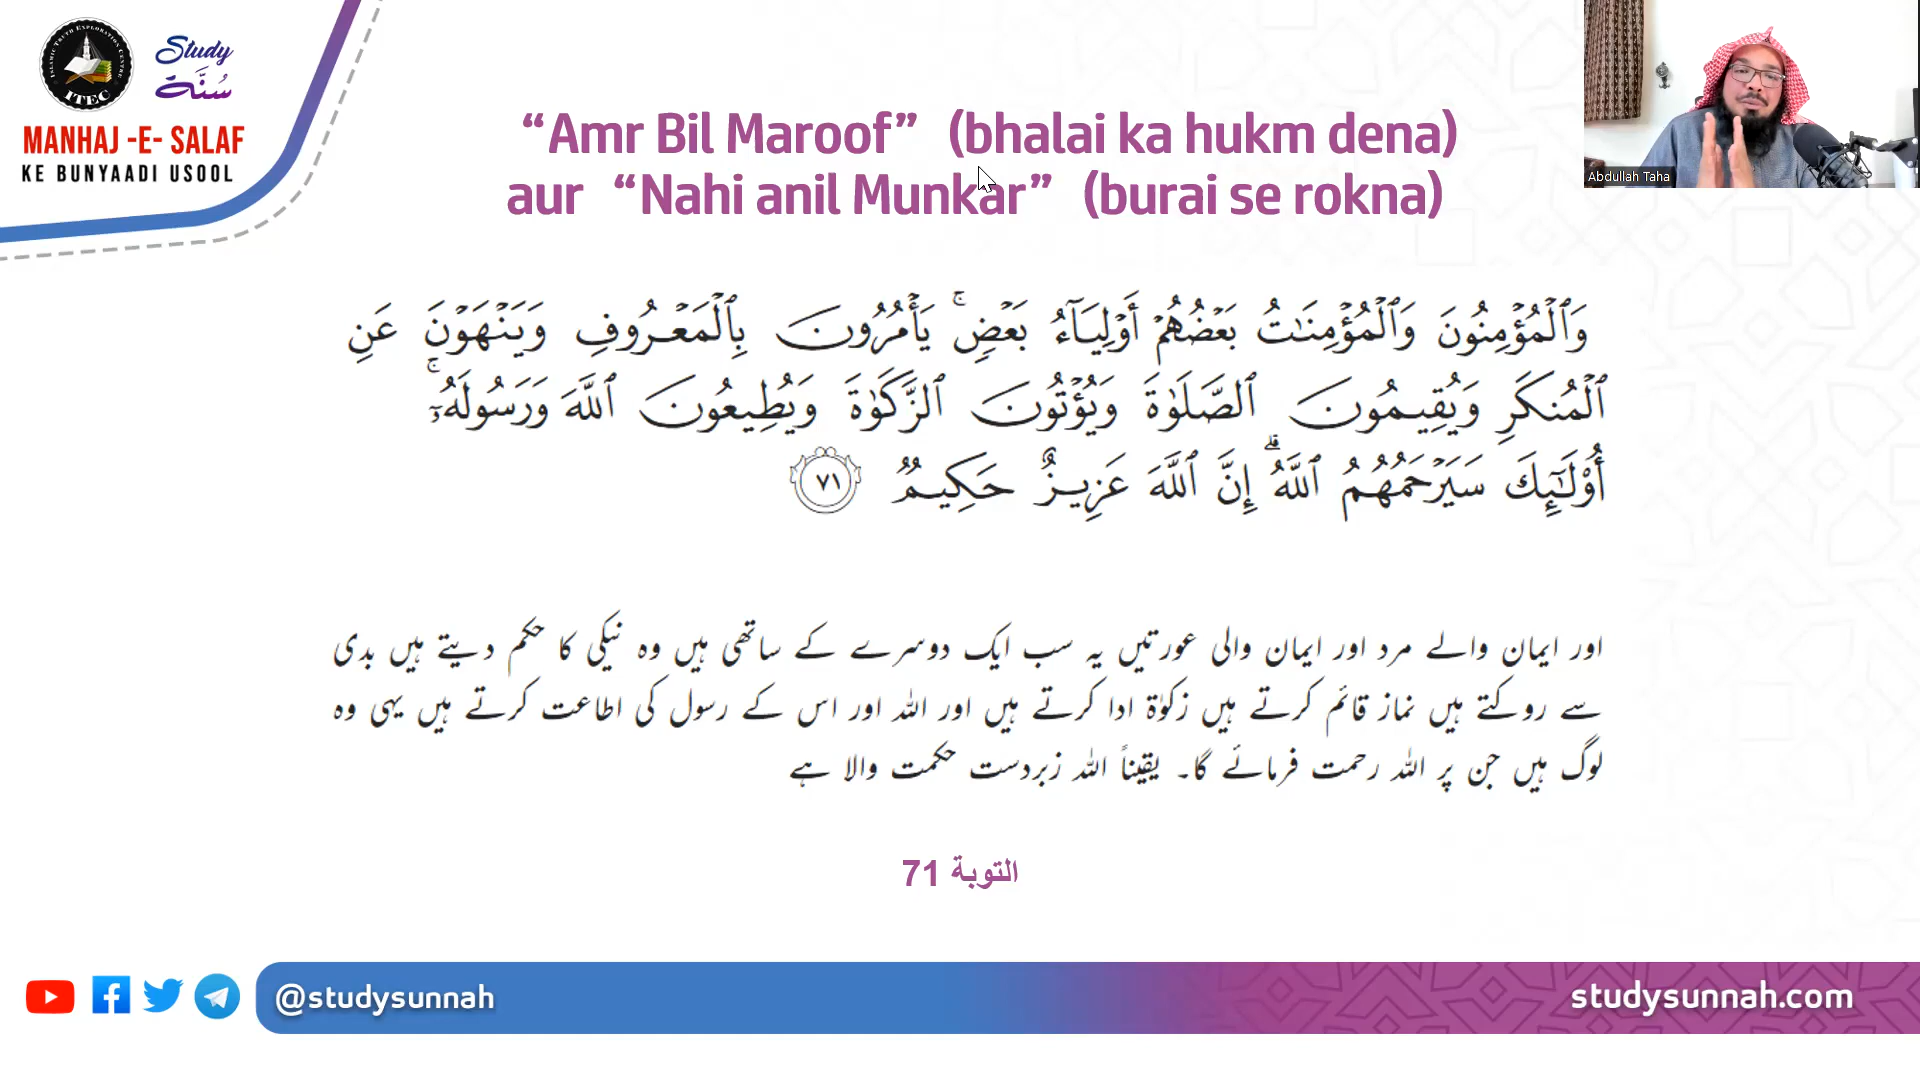 ISLAMIC TRUTH EXPLORATION CENTRE
ITEC
Study
سُنَّة
MANHAJ -E- SALAF
KE BUNYAADI USOOL
“Amr Bil Maroof” (bhalai ka hukm dena)
aur “Nahi anil Munkar” (burai se rokna)
Abdullah Taha
وَٱلْمُؤْمِنُونَ وَٱلْمُؤْمِنَٰتُ بَعْضُهُمْ أَوْلِيَآءُ بَعْضٍ ۚ يَأْمُرُونَ بِٱلْمَعْرُوفِ وَيَنْهَوْنَ عَنِ
ٱلْمُنكَرِ وَيُقِيمُونَ ٱلصَّلَوٰةَ وَيُؤْتُونَ ٱلزَّكَوٰةَ وَيُطِيعُونَ ٱللَّهَ وَرَسُولَهُۥٓ ۚ
أُو۟لَٰٓئِكَ سَيَرْحَمُهُمُ ٱللَّهُ ۗ إِنَّ ٱللَّهَ عَزِيزٌ حَكِيمٌ ٧١
اور ایمان والے مرد اور ایمان والی عورتیں یہ سب ایک دوسرے کے ساتھی ہیں وہ نیکی کا حکم دیتے ہیں بدی
سے روکتے ہیں نماز قائم کرتے ہیں زکوٰۃ ادا کرتے ہیں اور اللہ اور اس کے رسول کی اطاعت کرتے ہیں یہی وہ
لوگ ہیں جن پر اللہ رحمت فرمائے گا۔ یقیناً اللہ زبردست حکمت والا ہے
التوبة 71
@studysunnah
studysunnah.com